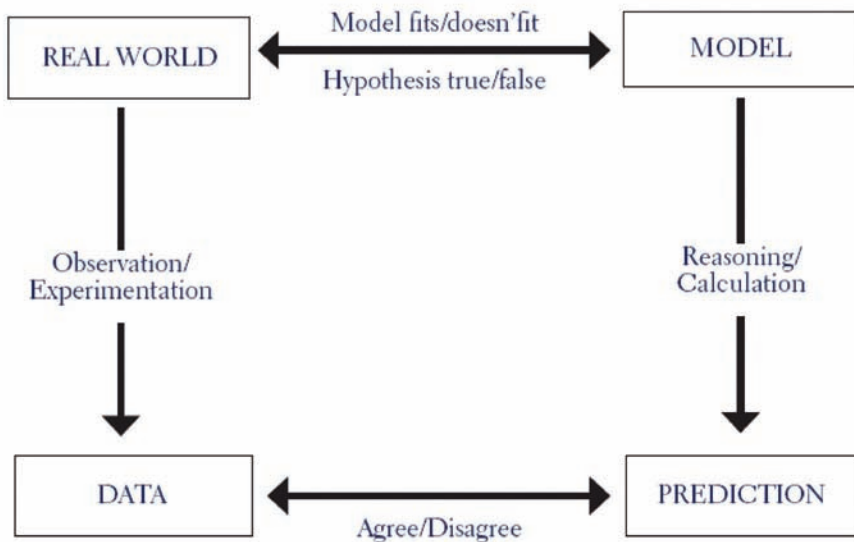 Model fits/doesn'fit
REAL WORLD
MODEL
Hypothesis true/false
Observation/
Experimentation
Reasoning/
Calculation
DATA
PREDICTION
Agree/Disagree